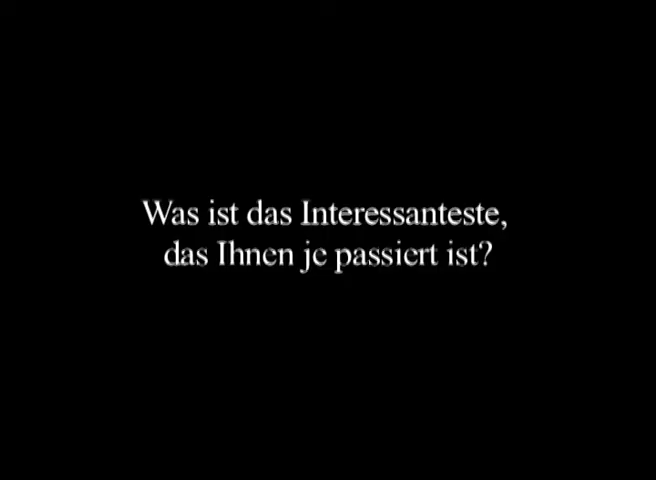 Was ist das Interessanteste,
das Ihnen je passiert ist?